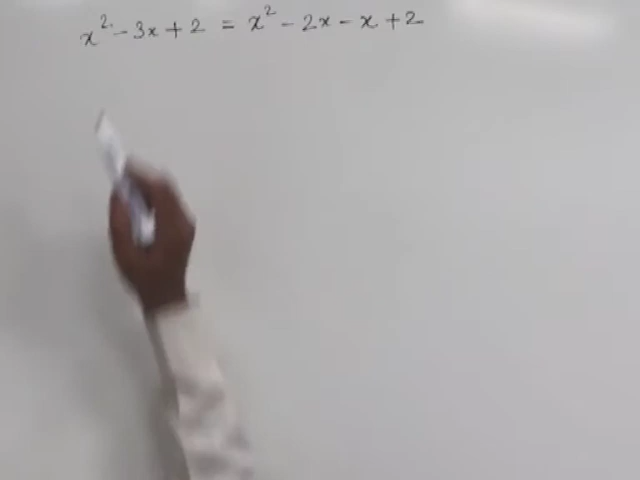 x² - 3x + 2 = x² - 2x - x + 2